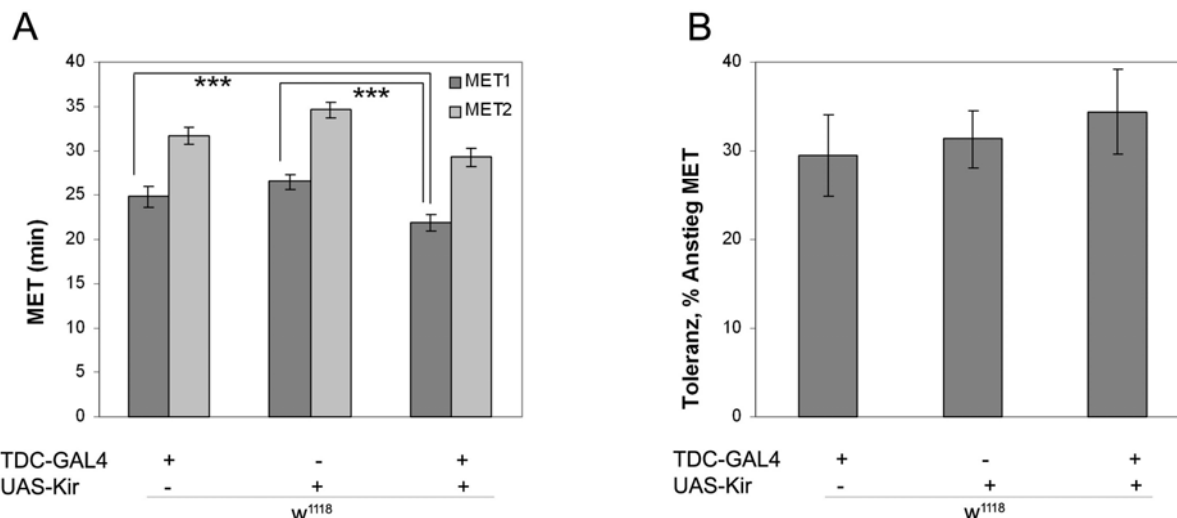 A
40
35
30
25
20
15
10
5
0
MET (min)
***
***
MET1
MET2
TDC-GAL4 + - +
UAS-Kir - + +
w1118
B
40
30
20
10
0
Toleranz, % Anstieg MET
TDC-GAL4 + - +
UAS-Kir - + +
w1118